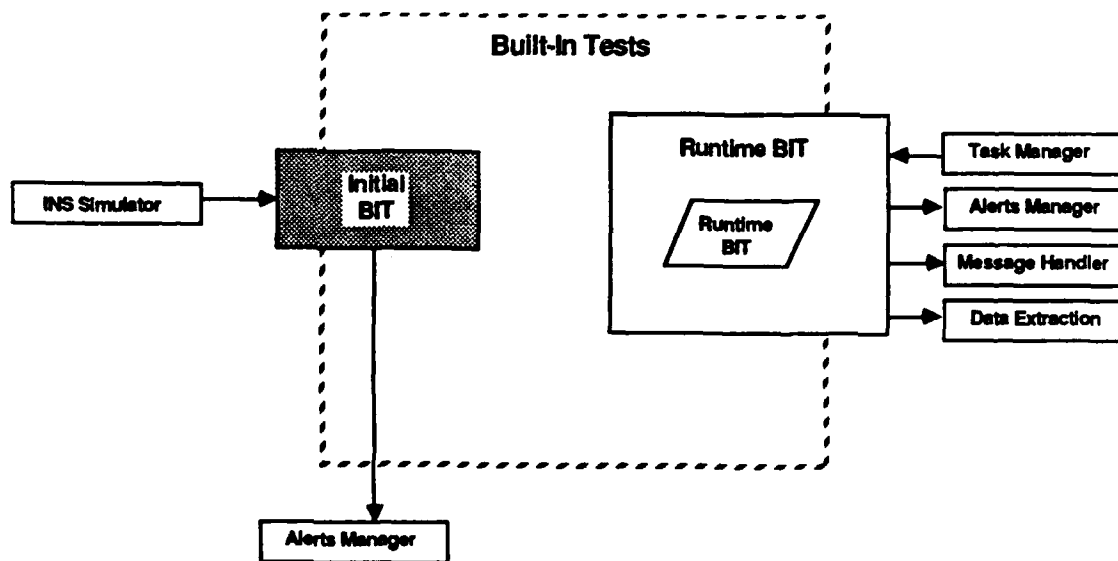 Built-In Tests
Runtime BIT
Task Manager
Initial
BIT
INS Simulator
Alerts Manager
Runtime
BIT
Message Handler
Data Extraction
Alerts Manager